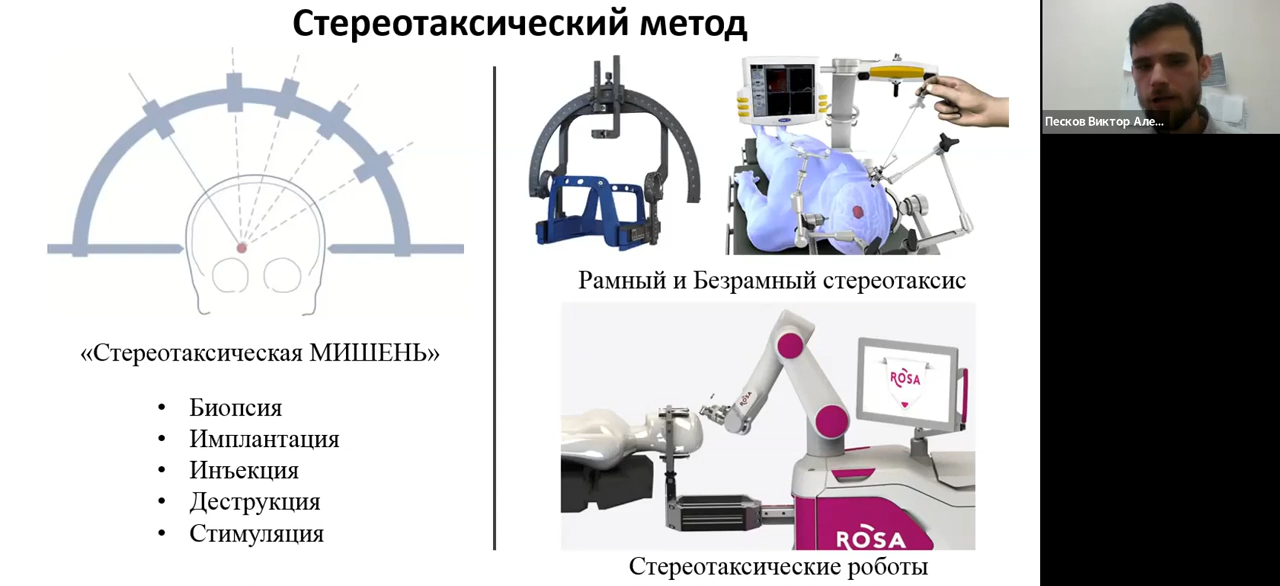 Стереотаксический метод
«Стереотаксическая МИШЕНЬ»
• Биопсия
• Имплантация
• Инъекция
• Деструкция
• Стимуляция
Рамный и Безрамный стереотаксис
ROSA
ROSA
ROSA
Стереотаксические роботы
Песков Виктор Але...